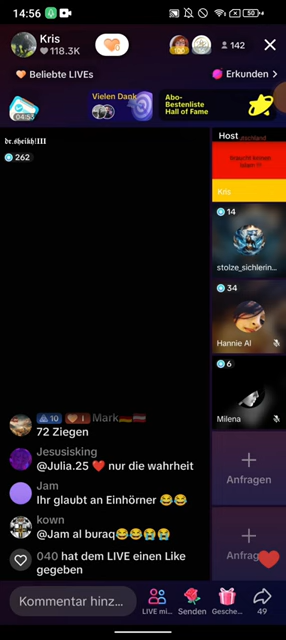 14:56
50
Kris
118.3K
142
Beliebte LIVEs
Erkunden >
04:53
Vielen Dank
Abo-
Bestenliste
Hall of Fame
dr.sheikh!III
262
Host
Kris
14
stolze_sichlerin...
34
Hannie Al
6
Milena
Anfragen
Anfrag
10 Mark
72 Ziegen
Jesusisking
@Julia.25 ❤️ nur die wahrheit
Jam
Ihr glaubt an Einhörner 😂😂
kown
@Jam al buraq😂😂😭😭
040 hat dem LIVE einen Like
gegeben
Kommentar hinz...
LIVE mi...
Senden
Gesche...
49